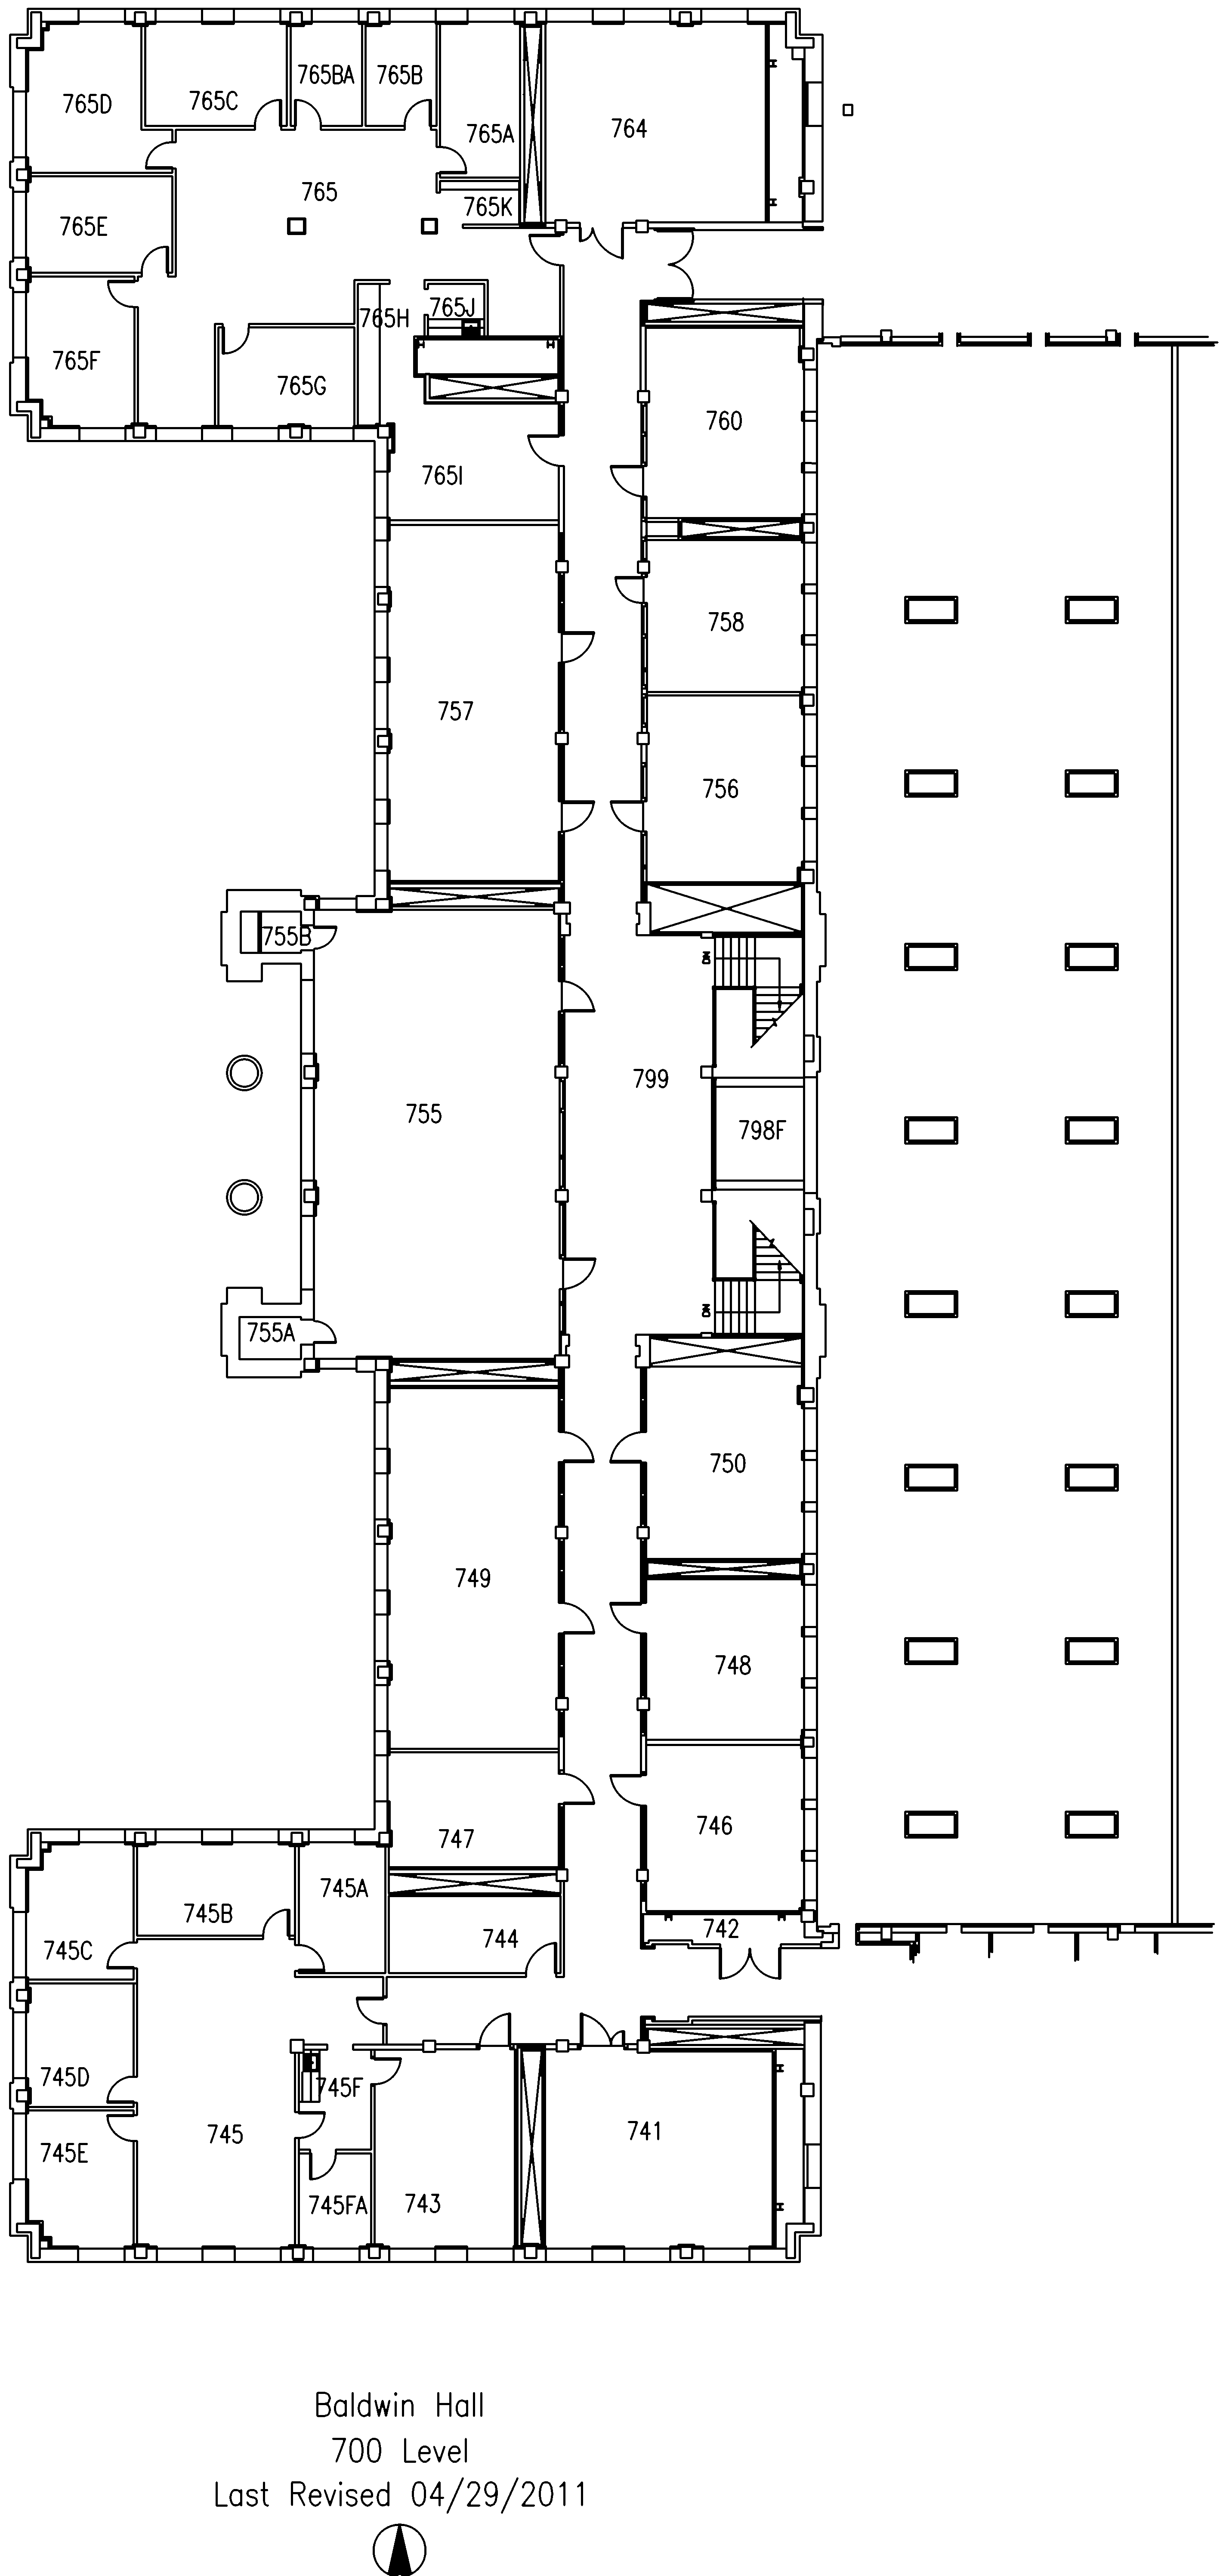 765D
765C
765BA
765B
765A
764
765
765K
765E
765J
765H
765F
765G
760
765I
758
757
756
755B
DN
799
755
798F
DN
755A
750
749
748
746
747
745A
745B
742
744
745C
745D
745F
741
745
745E
745FA
743
Baldwin Hall
700 Level
Last Revised 04/29/2011